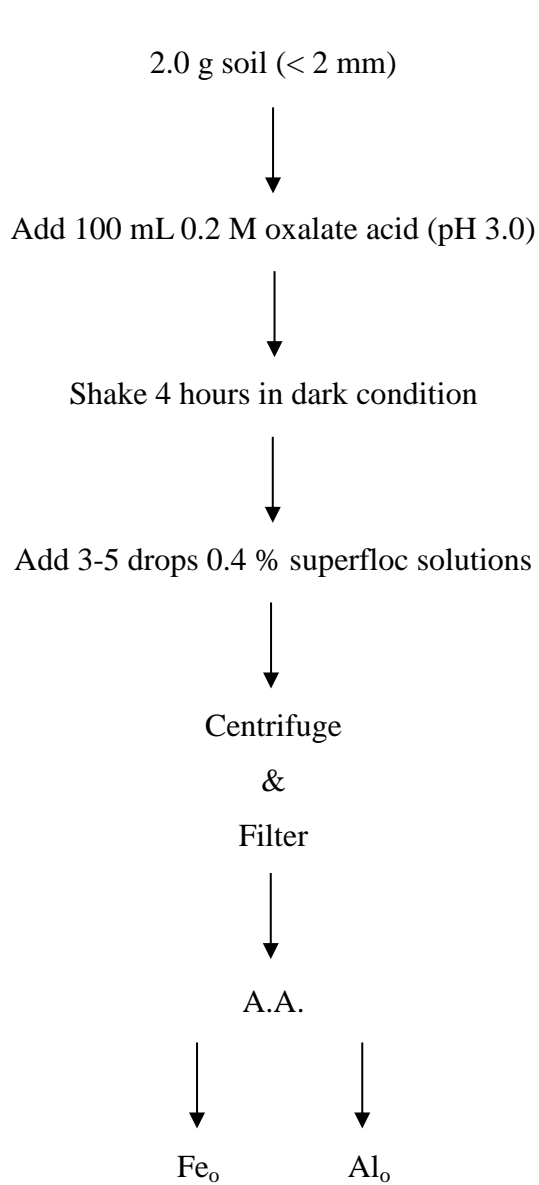 2.0 g soil (< 2 mm)
Add 100 mL 0.2 M oxalate acid (pH 3.0)
Shake 4 hours in dark condition
Add 3-5 drops 0.4 % superfloc solutions
Centrifuge
&
Filter
A.A.
Feₒ Alₒ